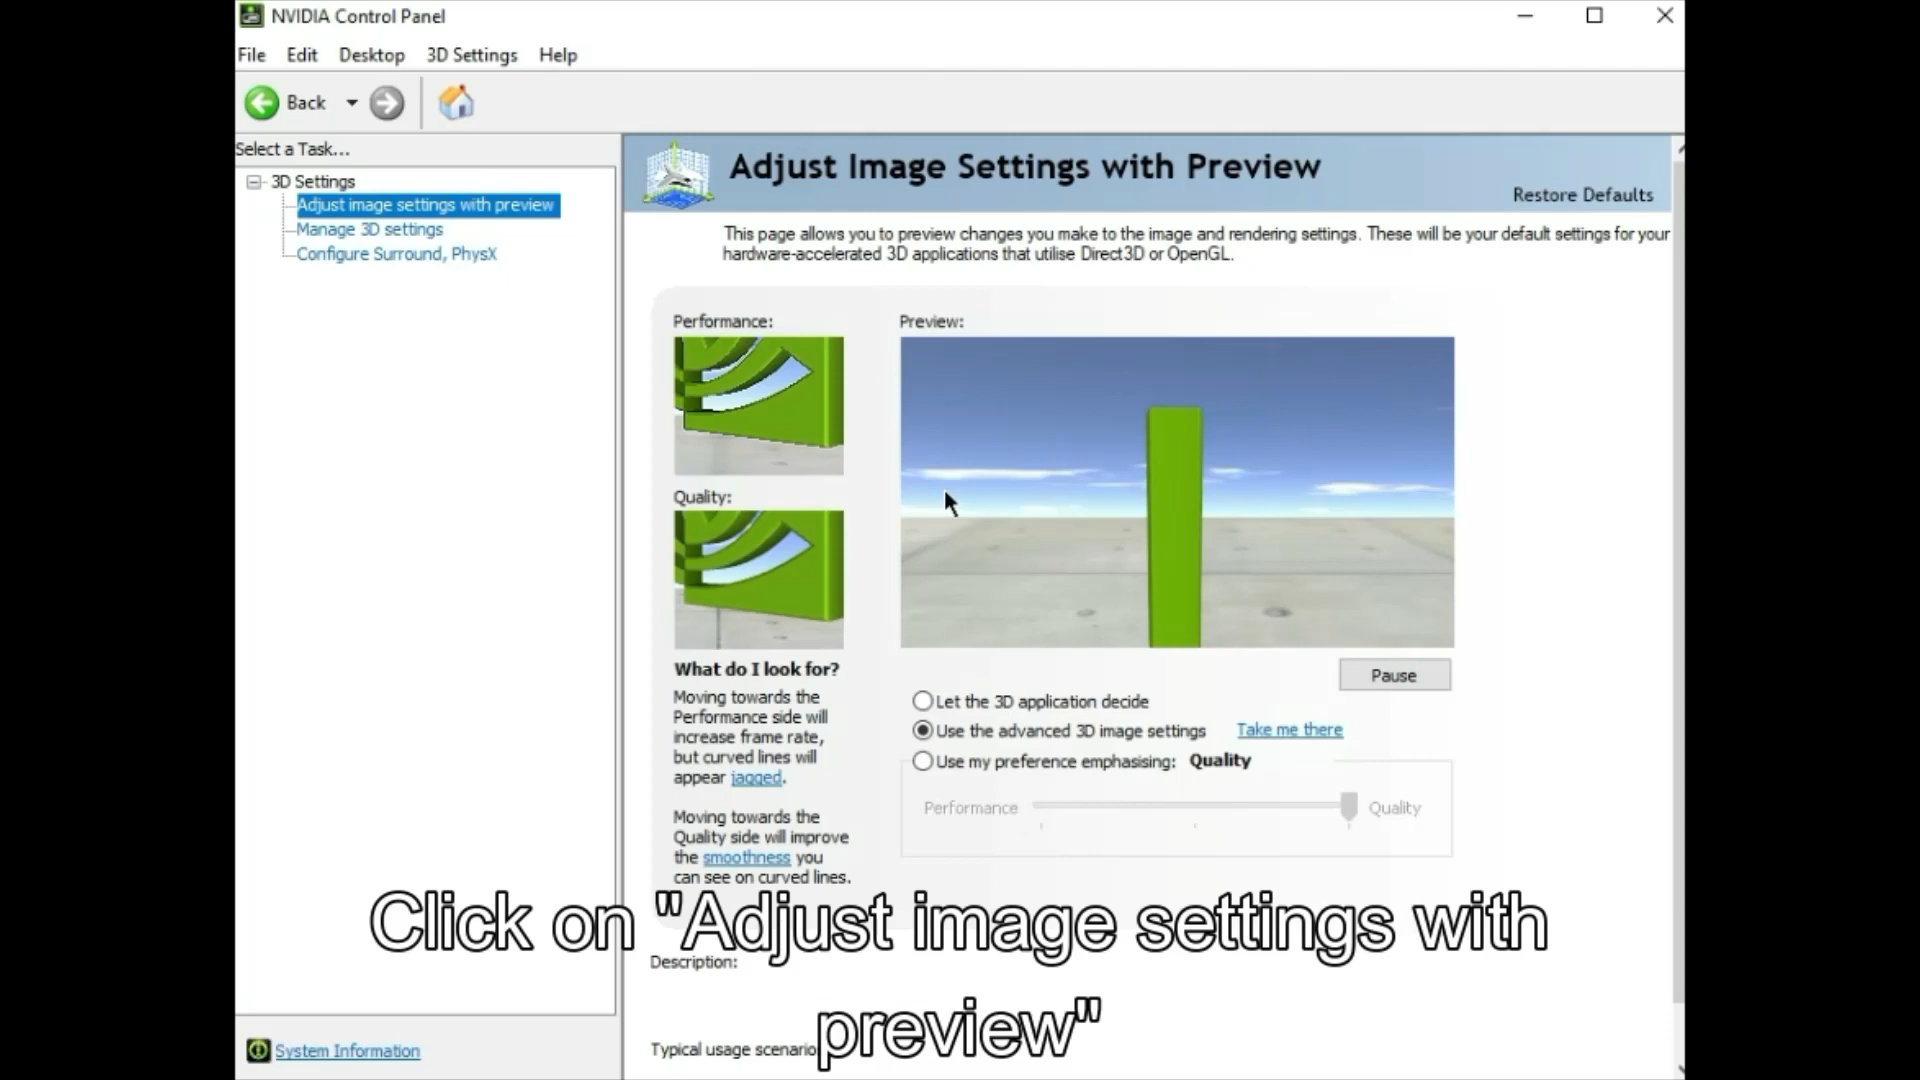 NVIDIA Control Panel
File Edit Desktop 3D Settings Help
Back
Select a Task...
3D Settings
Adjust image settings with preview
Manage 3D settings
Configure Surround, PhysX
System Information
Adjust Image Settings with Preview
Restore Defaults
This page allows you to preview changes you make to the image and rendering settings. These will be your default settings for your
hardware-accelerated 3D applications that utilise Direct3D or OpenGL.
Performance:
Quality:
What do I look for?
Moving towards the
Performance side will
increase frame rate,
but curved lines will
appear jagged.
Moving towards the
Quality side will improve
the smoothness you
can see on curved lines.
Preview:
Pause
Let the 3D application decide
Use the advanced 3D image settings Take me there
Use my preference emphasising: Quality
Performance Quality
Description:
Typical usage scenario
Click on "Adjust image settings with
preview"